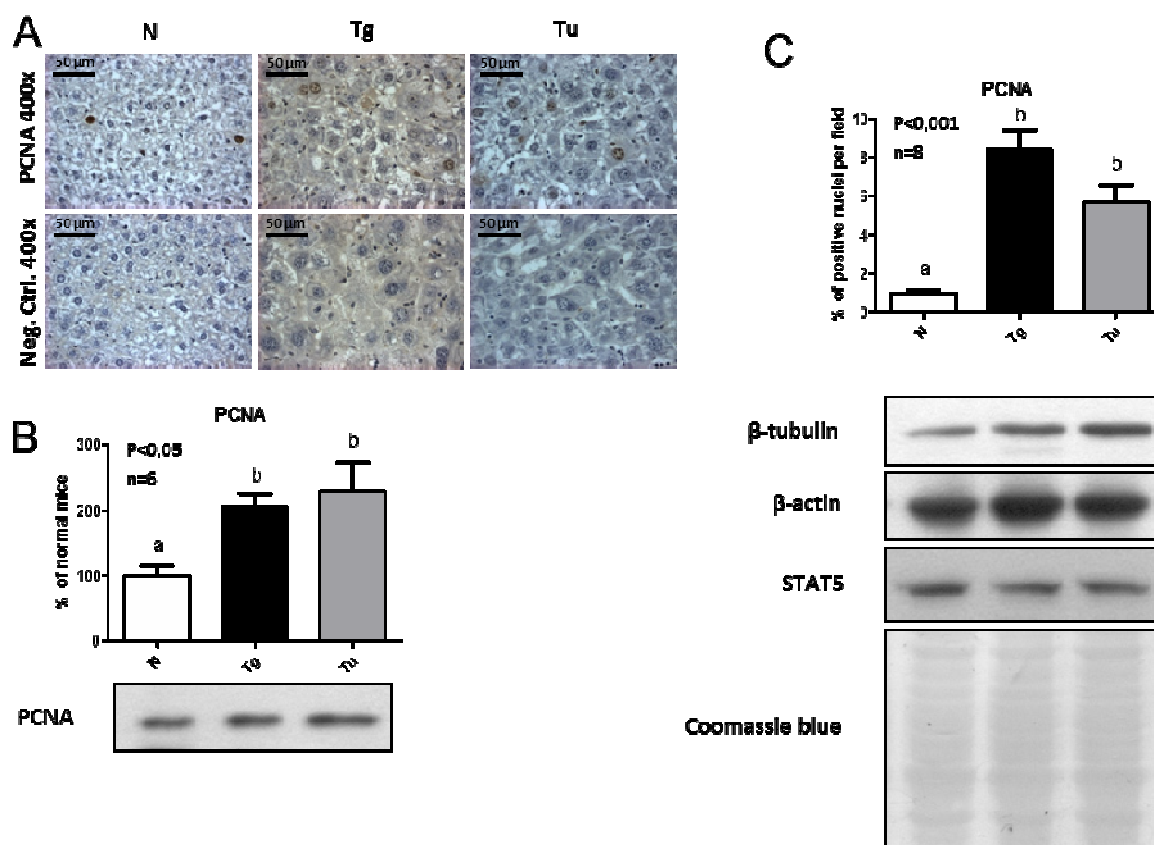 A
N
Tg
Tu
PCNA 400x
50 µm
50 µm
50 µm
Neg. Ctrl. 400x
50 µm
50 µm
50 µm
B
PCNA
% of normal mice
300
200
100
0
P<0,05
n=6
a
b
b
N
Tg
Tu
PCNA
C
PCNA
% of positive nuclei per field
10
8
6
4
2
0
P<0,001
n=8
a
b
b
N
Tg
Tu
β-tubulin
β-actin
STAT5
Coomassie blue